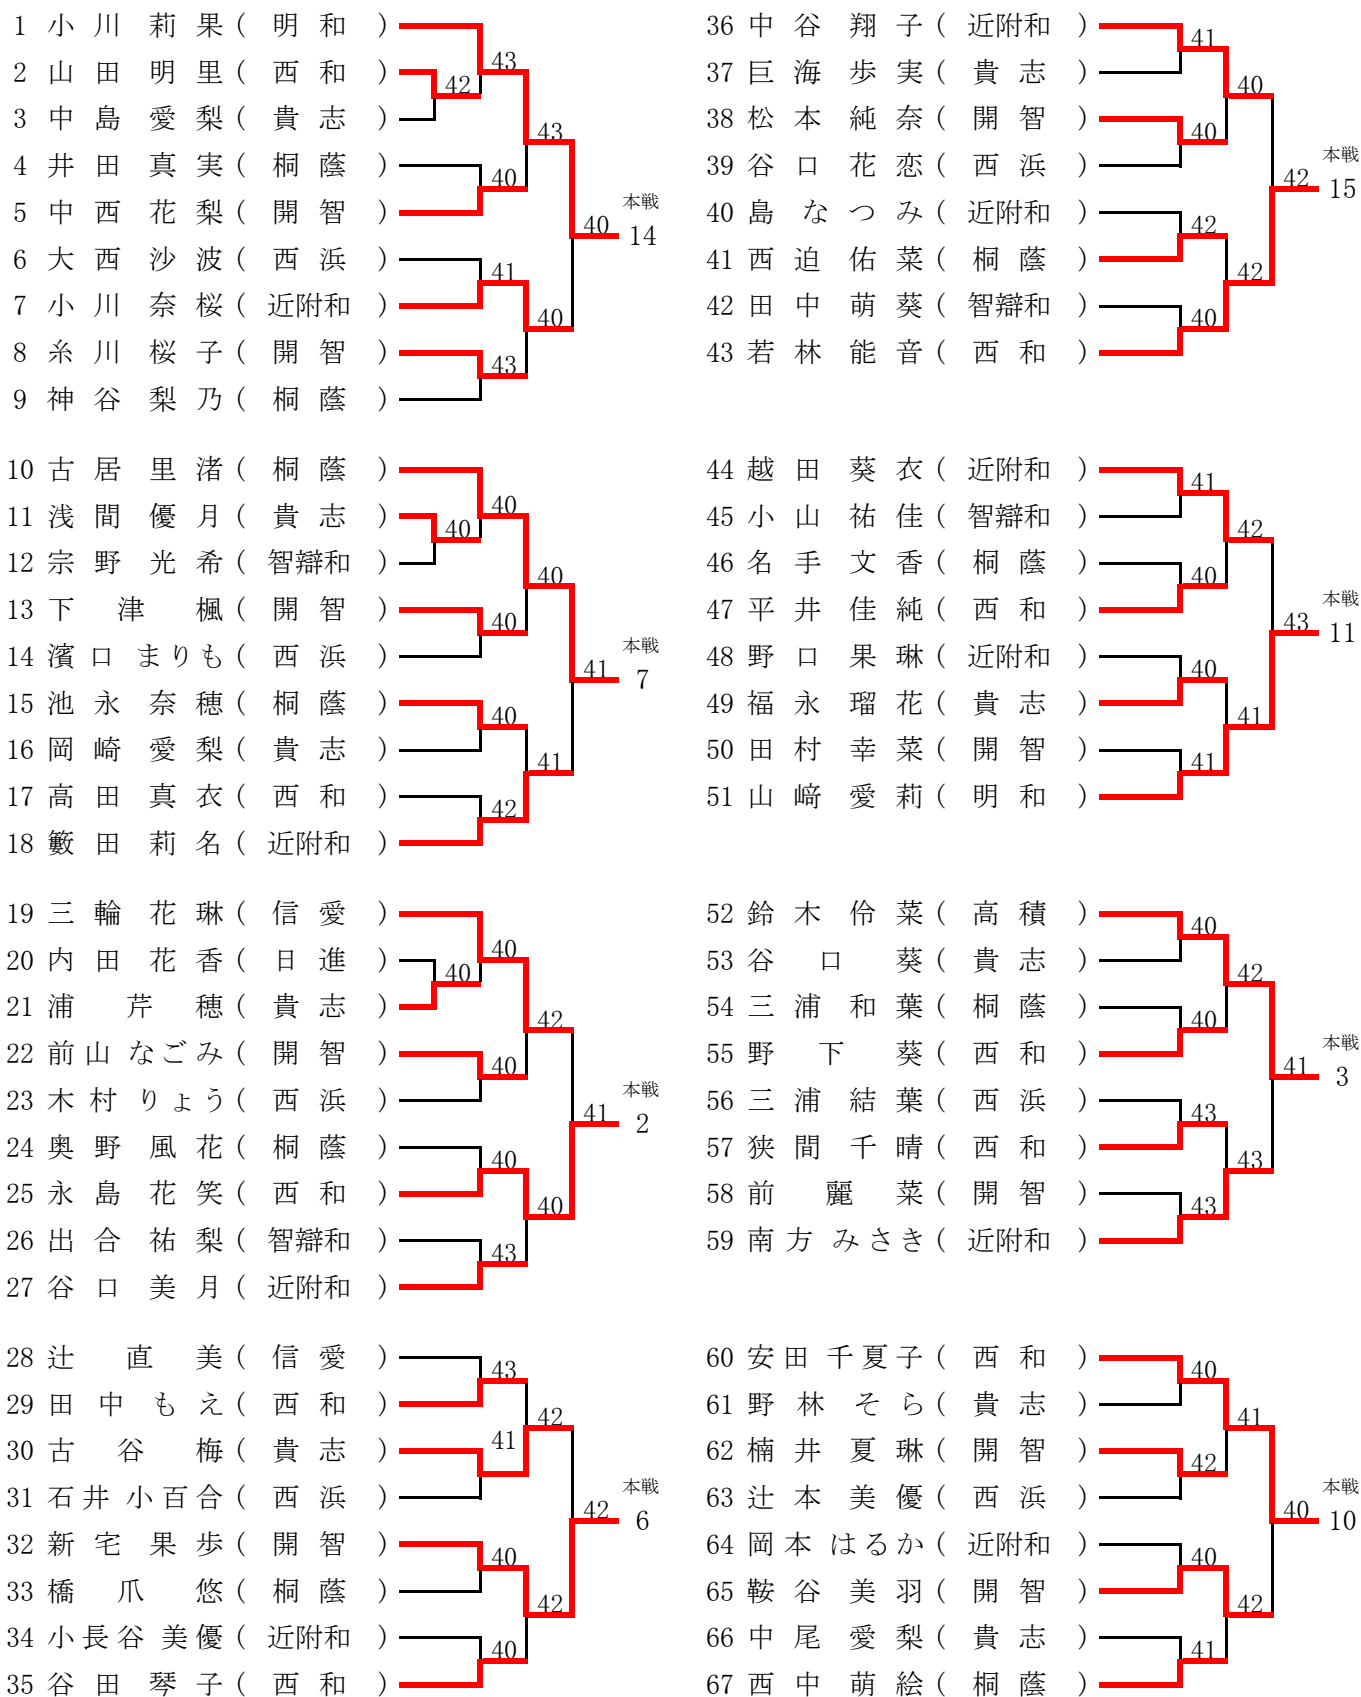 1 小川 莉果 ( 明和 )
2 山田 明里 ( 西和 )
3 中島 愛梨 ( 貴志 )
4 井田 真実 ( 桐蔭 )
5 中西 花梨 ( 開智 )
6 大西 沙波 ( 西浜 )
7 小川 奈桜 ( 近附和 )
8 糸川 桜子 ( 開智 )
9 神谷 梨乃 ( 桐蔭 )
43
42
43
40
本戦
40
14
41
40
43
10 古居 里渚 ( 桐蔭 )
11 浅間 優月 ( 貴志 )
12 宗野 光希 ( 智辯和 )
13 下津 楓 ( 開智 )
14 濱口 まりも ( 西浜 )
15 池永 奈穂 ( 桐蔭 )
16 岡崎 愛梨 ( 貴志 )
17 高田 真衣 ( 西和 )
18 籔田 莉名 ( 近附和 )
40
40
40
40
本戦
41
7
40
41
42
19 三輪 花琳 ( 信愛 )
20 内田 花香 ( 日進 )
21 浦 芹穂 ( 貴志 )
22 前山 なごみ ( 開智 )
23 木村 りょう ( 西浜 )
24 奥野 風花 ( 桐蔭 )
25 永島 花笑 ( 西和 )
26 出合 祐梨 ( 智辯和 )
27 谷口 美月 ( 近附和 )
40
40
42
40
本戦
41
2
40
40
43
28 辻 直美 ( 信愛 )
29 田中 もえ ( 西和 )
30 古谷 梅 ( 貴志 )
31 石井 小百合 ( 西浜 )
32 新宅 果歩 ( 開智 )
33 橋爪 悠 ( 桐蔭 )
34 小長谷 美優 ( 近附和 )
35 谷田 琴子 ( 西和 )
43
42
41
本戦
42
6
40
42
40
36 中谷 翔子 ( 近附和 )
37 巨海 歩実 ( 貴志 )
38 松本 純奈 ( 開智 )
39 谷口 花恋 ( 西浜 )
40 島 なつみ ( 近附和 )
41 西迫 佑菜 ( 桐蔭 )
42 田中 萌葵 ( 智辯和 )
43 若林 能音 ( 西和 )
41
40
40
本戦
42
15
42
42
40
44 越田 葵衣 ( 近附和 )
45 小山 祐佳 ( 智辯和 )
46 名手 文香 ( 桐蔭 )
47 平井 佳純 ( 西和 )
48 野口 果琳 ( 近附和 )
49 福永 瑠花 ( 貴志 )
50 田村 幸菜 ( 開智 )
51 山﨑 愛莉 ( 明和 )
41
42
40
本戦
43
11
40
41
41
52 鈴木 伶菜 ( 高積 )
53 谷口 葵 ( 貴志 )
54 三浦 和葉 ( 桐蔭 )
55 野下 葵 ( 西和 )
56 三浦 結葉 ( 西浜 )
57 狭間 千晴 ( 西和 )
58 前 麗菜 ( 開智 )
59 南方 みさき ( 近附和 )
40
42
40
本戦
41
3
43
43
43
60 安田 千夏子 ( 西和 )
61 野林 そら ( 貴志 )
62 楠井 夏琳 ( 開智 )
63 辻本 美優 ( 西浜 )
64 岡本 はるか ( 近附和 )
65 鞍谷 美羽 ( 開智 )
66 中尾 愛梨 ( 貴志 )
67 西中 萌絵 ( 桐蔭 )
40
41
42
本戦
40
10
40
42
41